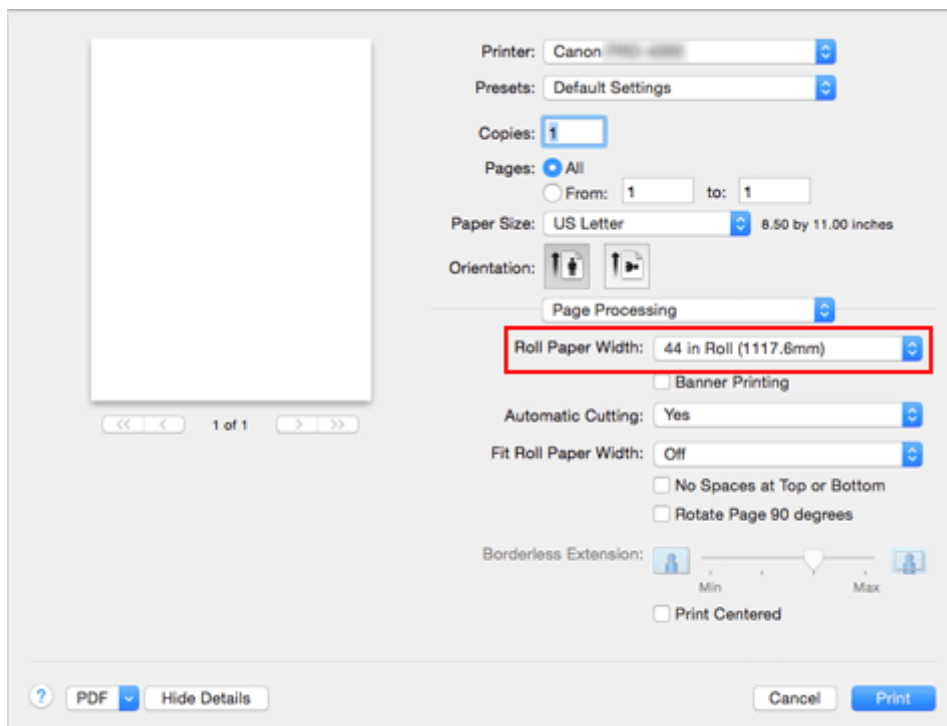 Printer: Canon
Presets: Default Settings
Copies: 1
Pages: All
From: 1 to: 1
Paper Size: US Letter 8.50 by 11.00 inches
Orientation:
Page Processing
Roll Paper Width: 44 in Roll (1117.6mm)
Banner Printing
1 of 1
Automatic Cutting: Yes
Fit Roll Paper Width: Off
No Spaces at Top or Bottom
Rotate Page 90 degrees
Borderless Extension:
Min Max
Print Centered
? PDF Hide Details Cancel Print